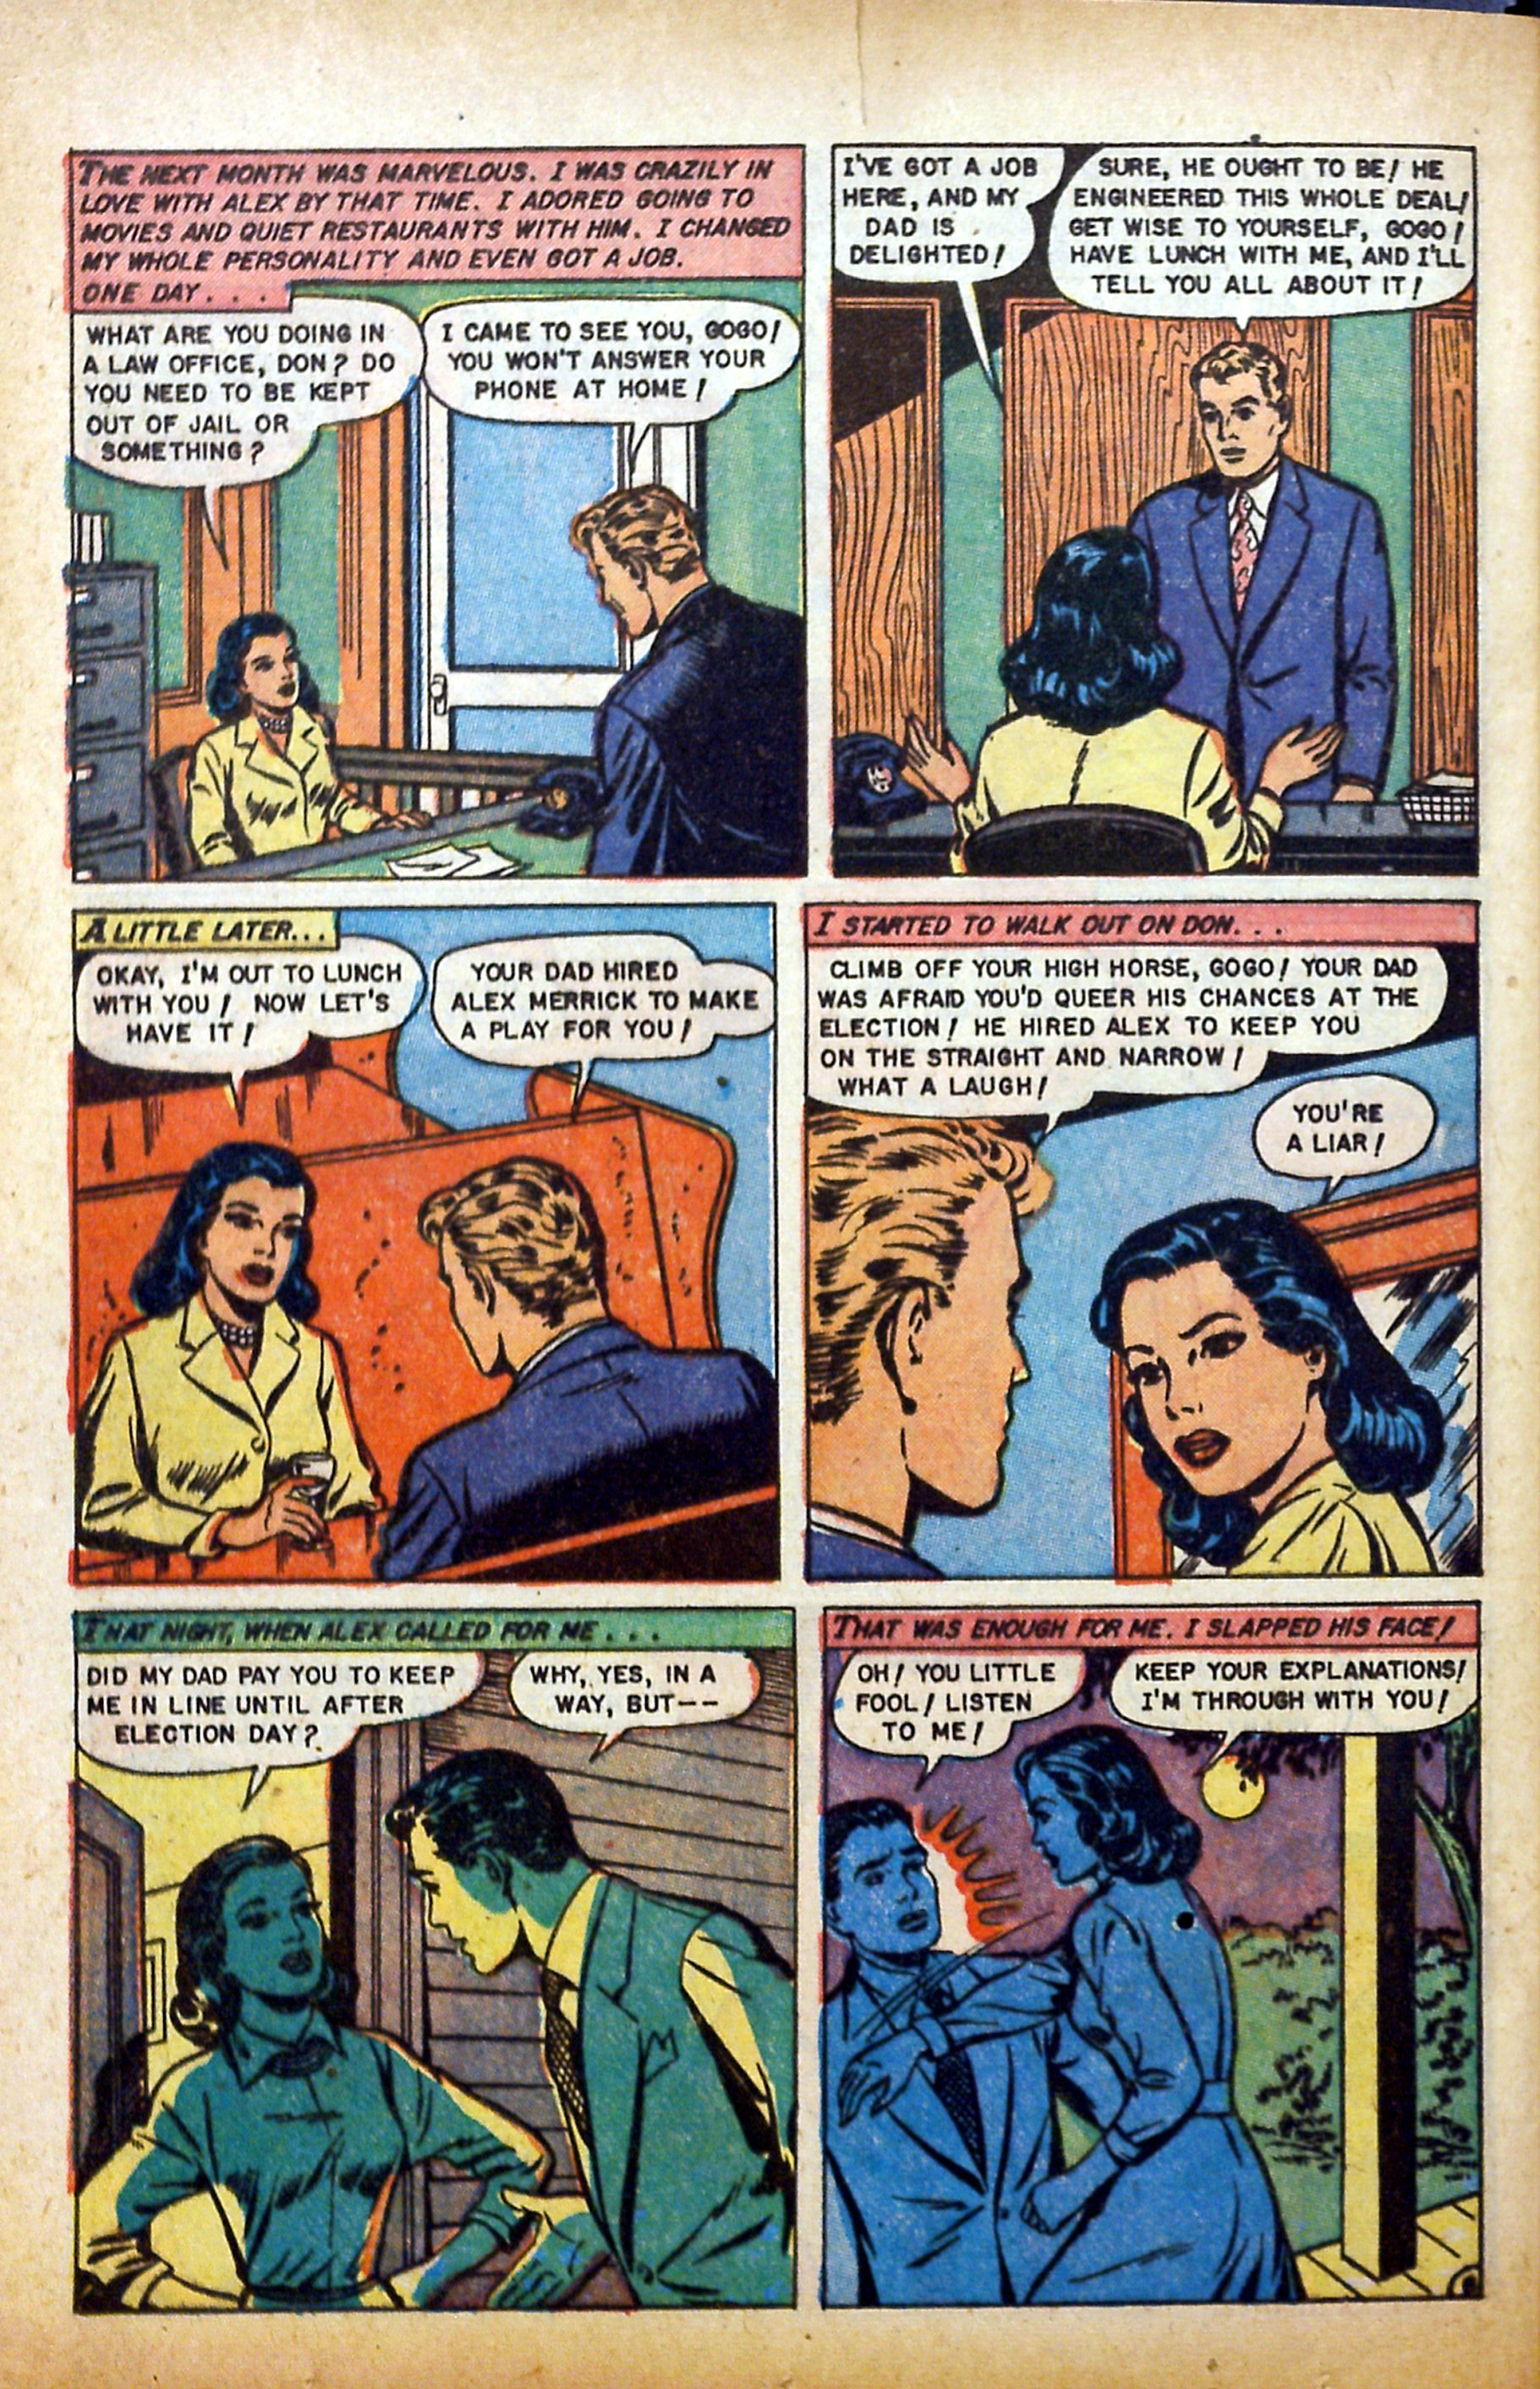 THE NEXT MONTH WAS MARVELOUS. I WAS CRAZILY IN
LOVE WITH ALEX BY THAT TIME. I ADORED GOING TO
MOVIES AND QUIET RESTAURANTS WITH HIM. I CHANGED
MY WHOLE PERSONALITY AND EVEN GOT A JOB.
ONE DAY. . .
WHAT ARE YOU DOING IN
A LAW OFFICE, DON? DO
YOU NEED TO BE KEPT
OUT OF JAIL OR
SOMETHING?
I CAME TO SEE YOU, GOGO!
YOU WON'T ANSWER YOUR
PHONE AT HOME!
I'VE GOT A JOB
HERE, AND MY
DAD IS
DELIGHTED!
SURE, HE OUGHT TO BE! HE
ENGINEERED THIS WHOLE DEAL!
GET WISE TO YOURSELF, GOGO!
HAVE LUNCH WITH ME, AND I'LL
TELL YOU ALL ABOUT IT!
A LITTLE LATER...
OKAY, I'M OUT TO LUNCH
WITH YOU! NOW LET'S
HAVE IT!
YOUR DAD HIRED
ALEX MERRICK TO MAKE
A PLAY FOR YOU!
I STARTED TO WALK OUT ON DON. . .
CLIMB OFF YOUR HIGH HORSE, GOGO! YOUR DAD
WAS AFRAID YOU'D QUEER HIS CHANCES AT THE
ELECTION! HE HIRED ALEX TO KEEP YOU
ON THE STRAIGHT AND NARROW!
WHAT A LAUGH!
YOU'RE
A LIAR!
THAT NIGHT, WHEN ALEX CALLED FOR ME . . .
DID MY DAD PAY YOU TO KEEP
ME IN LINE UNTIL AFTER
ELECTION DAY?
WHY, YES, IN A
WAY, BUT--
THAT WAS ENOUGH FOR ME. I SLAPPED HIS FACE!
OH! YOU LITTLE
FOOL! LISTEN
TO ME!
KEEP YOUR EXPLANATIONS!
I'M THROUGH WITH YOU!